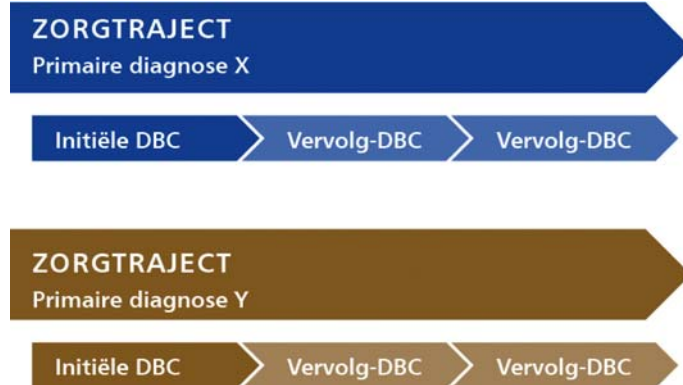 ZORGTRAJECT
Primaire diagnose X
Initiële DBC Vervolg-DBC Vervolg-DBC
ZORGTRAJECT
Primaire diagnose Y
Initiële DBC Vervolg-DBC Vervolg-DBC